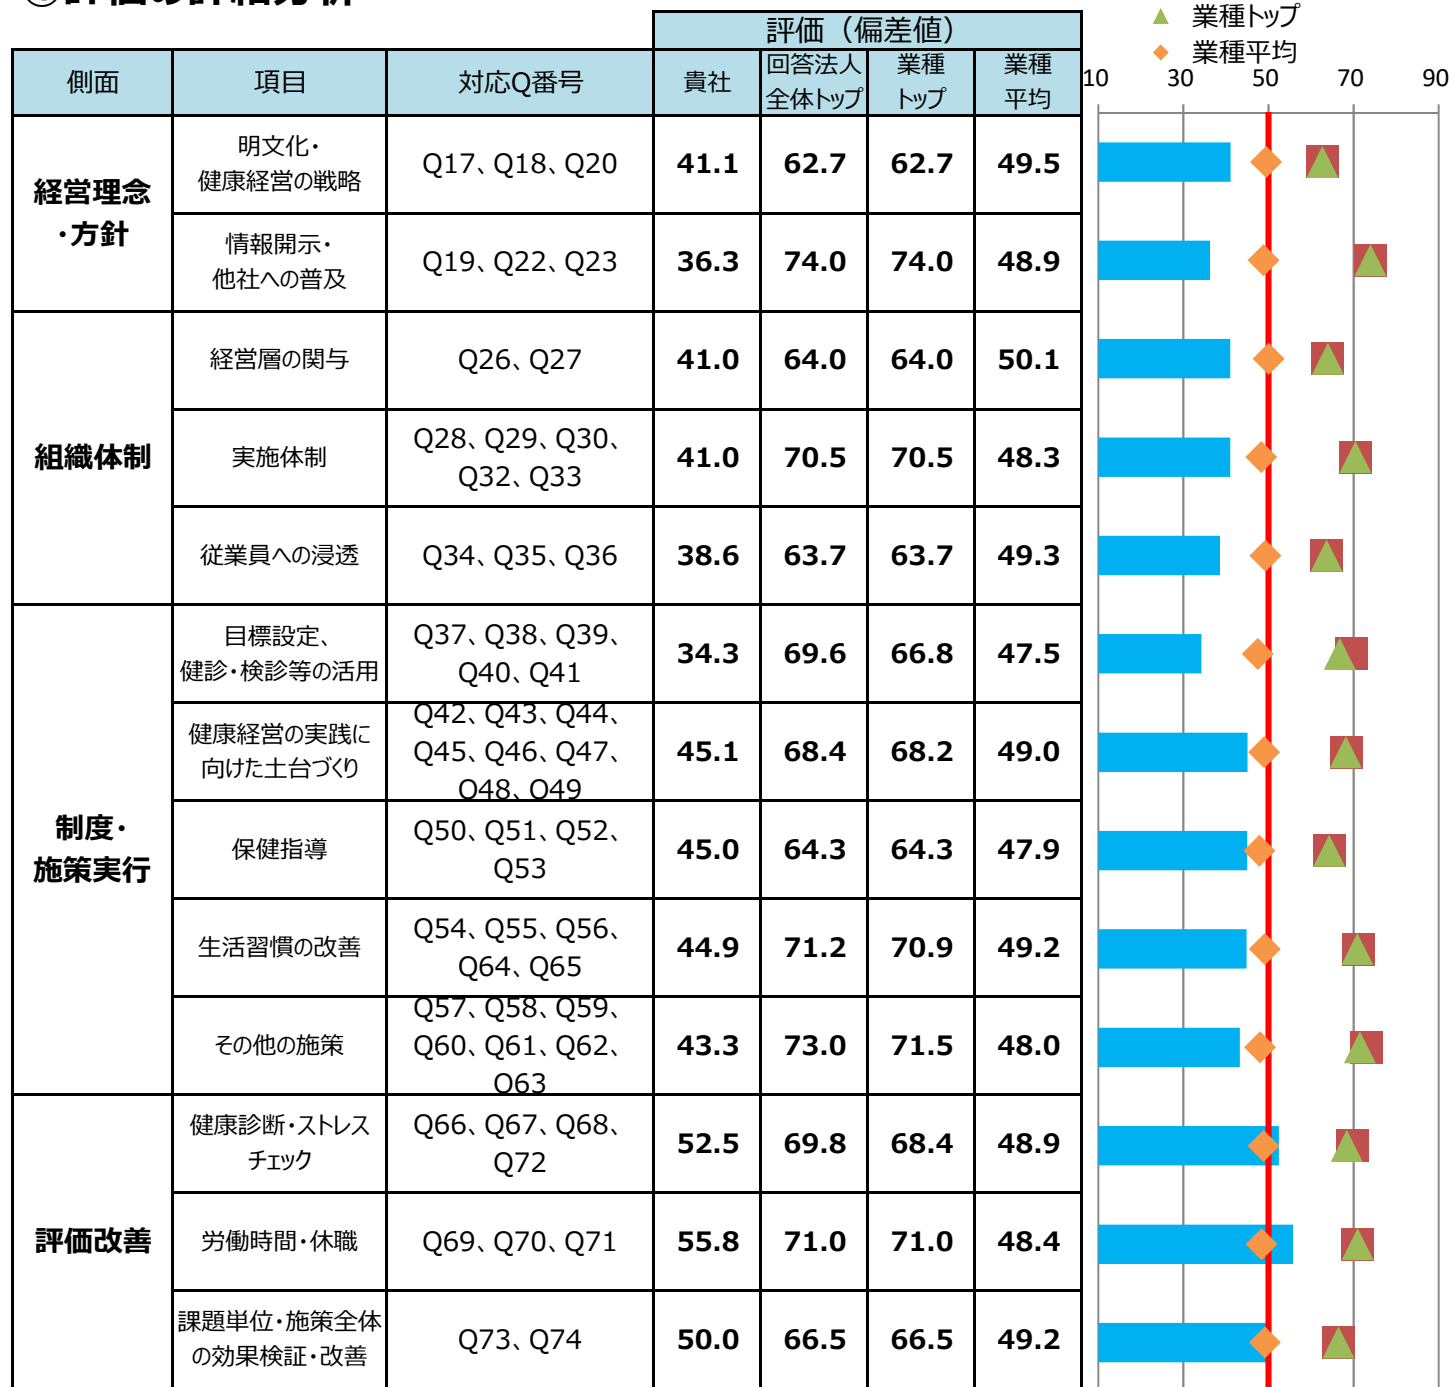 評価（偏差値）
側面 項目 対応Q番号 貴社 回答法人 業種 業種
全体トップ トップ 平均
▲ 業種トップ
◆ 業種平均
10 30 50 70 90
経営理念
・方針
明文化・
健康経営の戦略
Q17、Q18、Q20 41.1 62.7 62.7 49.5
情報開示・
他社への普及
Q19、Q22、Q23 36.3 74.0 74.0 48.9
組織体制
経営層の関与 Q26、Q27 41.0 64.0 64.0 50.1
実施体制
Q28、Q29、Q30、
Q32、Q33
41.0 70.5 70.5 48.3
従業員への浸透 Q34、Q35、Q36 38.6 63.7 63.7 49.3
制度・
施策実行
目標設定、
健診・検診等の活用
Q37、Q38、Q39、
Q40、Q41
34.3 69.6 66.8 47.5
健康経営の実践に
向けた土台づくり
Q42、Q43、Q44、
Q45、Q46、Q47、
Q48、Q49
45.1 68.4 68.2 49.0
保健指導
Q50、Q51、Q52、
Q53
45.0 64.3 64.3 47.9
生活習慣の改善
Q54、Q55、Q56、
Q64、Q65
44.9 71.2 70.9 49.2
その他の施策
Q57、Q58、Q59、
Q60、Q61、Q62、
Q63
43.3 73.0 71.5 48.0
評価改善
健康診断・ストレス
チェック
Q66、Q67、Q68、
Q72
52.5 69.8 68.4 48.9
労働時間・休職 Q69、Q70、Q71 55.8 71.0 71.0 48.4
課題単位・施策全体
の効果検証・改善
Q73、Q74 50.0 66.5 66.5 49.2